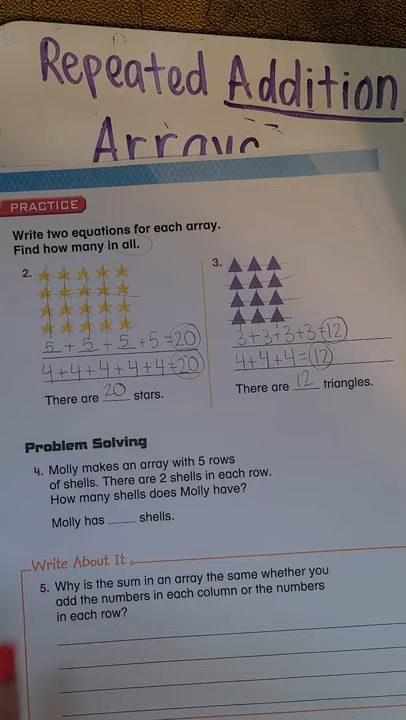 Repeated Addition
Arrays
PRACTICE
Write two equations for each array.
Find how many in all.
2.
5 + 5 + 5 + 5 = 20
4+4+4+4+4=20
There are 20 stars.
3.
3+3+3+3=12
4+4+4=12
There are 12 triangles.
Problem Solving
4. Molly makes an array with 5 rows
of shells. There are 2 shells in each row.
How many shells does Molly have?
Molly has ____ shells.
Write About It
5. Why is the sum in an array the same whether you
add the numbers in each column or the numbers
in each row?